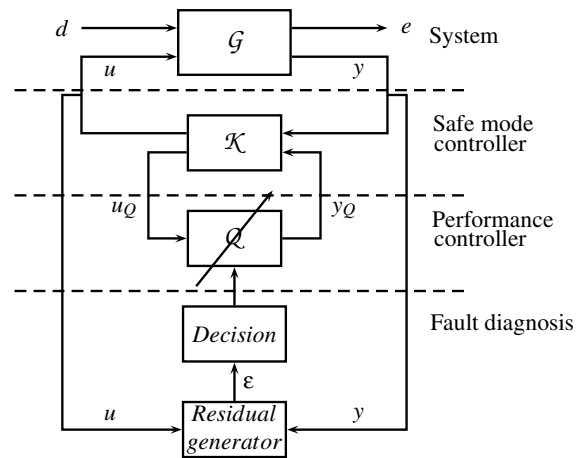 d
e
𝒢
System
u
y
Safe mode
controller
𝒦
u_Q
y_Q
Performance
controller
𝒬
Fault diagnosis
Decision
ε
u
y
Residual
generator